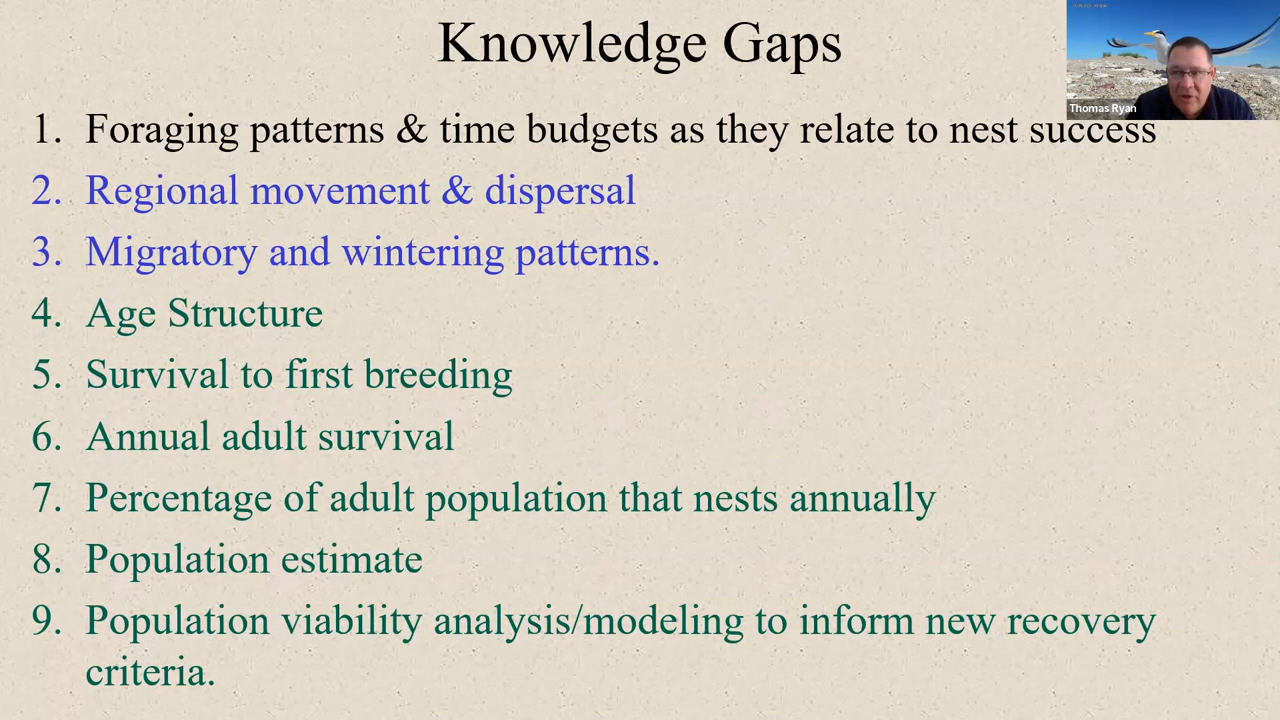 Knowledge Gaps
Thomas Ryan
1. Foraging patterns & time budgets as they relate to nest success
2. Regional movement & dispersal
3. Migratory and wintering patterns.
4. Age Structure
5. Survival to first breeding
6. Annual adult survival
7. Percentage of adult population that nests annually
8. Population estimate
9. Population viability analysis/modeling to inform new recovery
criteria.